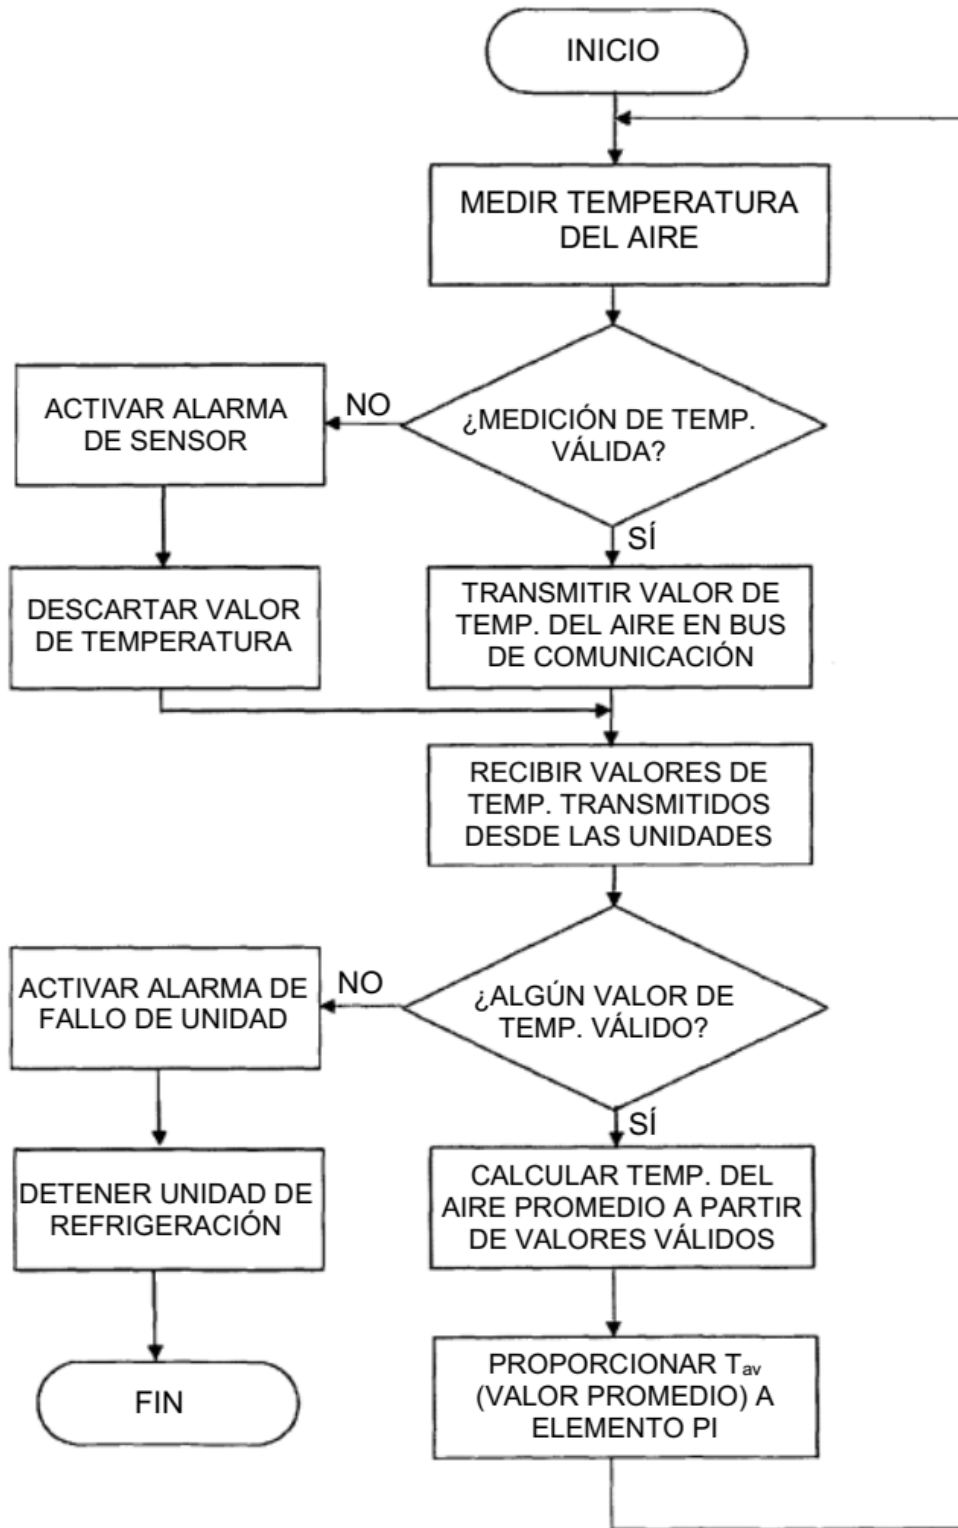 INICIO
MEDIR TEMPERATURA
DEL AIRE
¿MEDICIÓN DE TEMP.
VÁLIDA?
NO
ACTIVAR ALARMA
DE SENSOR
DESCARTAR VALOR
DE TEMPERATURA
SÍ
TRANSMITIR VALOR DE
TEMP. DEL AIRE EN BUS
DE COMUNICACIÓN
RECIBIR VALORES DE
TEMP. TRANSMITIDOS
DESDE LAS UNIDADES
¿ALGÚN VALOR DE
TEMP. VÁLIDO?
NO
ACTIVAR ALARMA DE
FALLO DE UNIDAD
DETENER UNIDAD DE
REFRIGERACIÓN
FIN
SÍ
CALCULAR TEMP. DEL
AIRE PROMEDIO A PARTIR
DE VALORES VÁLIDOS
PROPORCIONAR Tav
(VALOR PROMEDIO) A
ELEMENTO PI